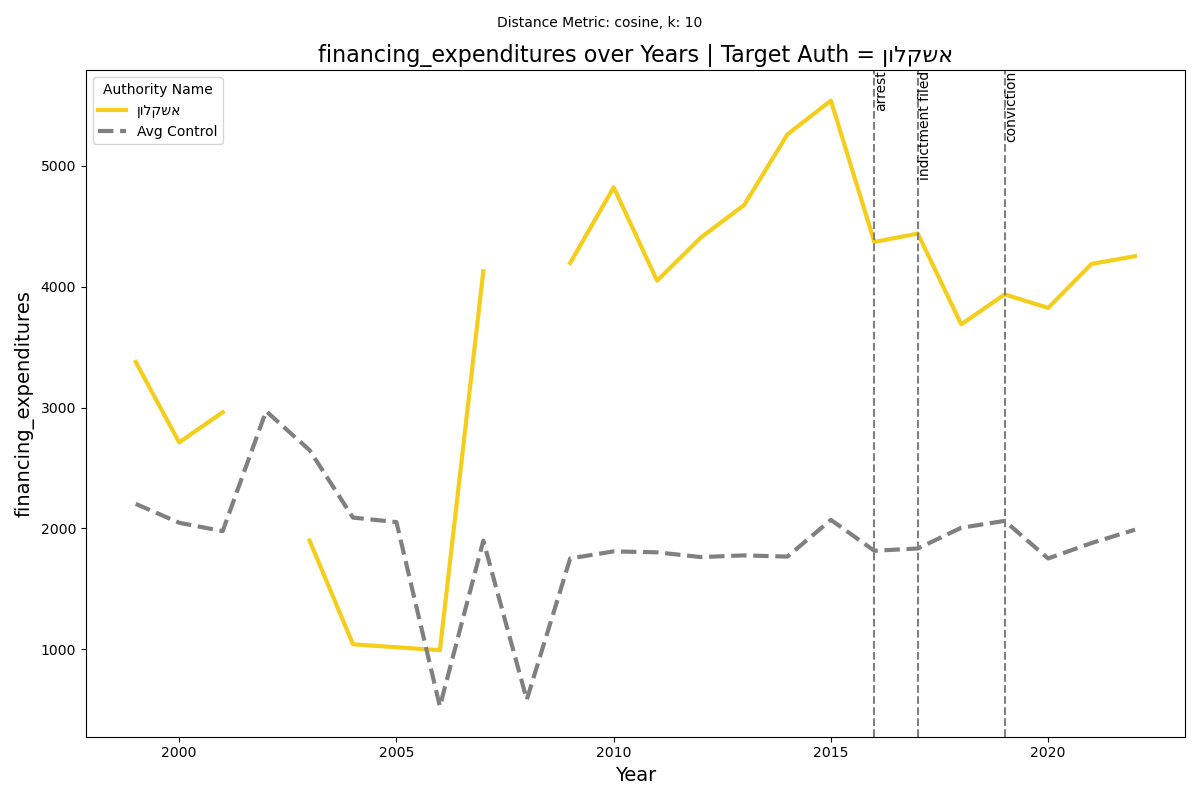 Distance Metric: cosine, k: 10
financing_expenditures over Years | Target Auth = אשקלון
Authority Name
אשקלון
Avg Control
arrest
indictment filed
conviction
financing_expenditures
5000
4000
3000
2000
1000
2000
2005
2010
2015
2020
Year